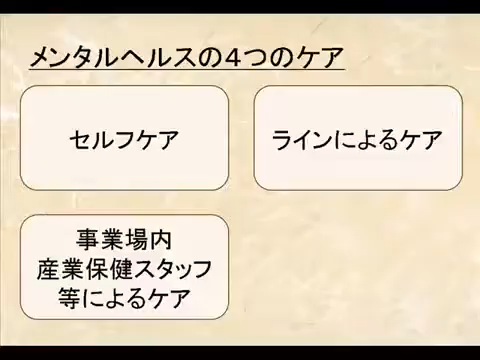 メンタルヘルスの４つのケア
セルフケア
ラインによるケア
事業場内
産業保健スタッフ
等によるケア